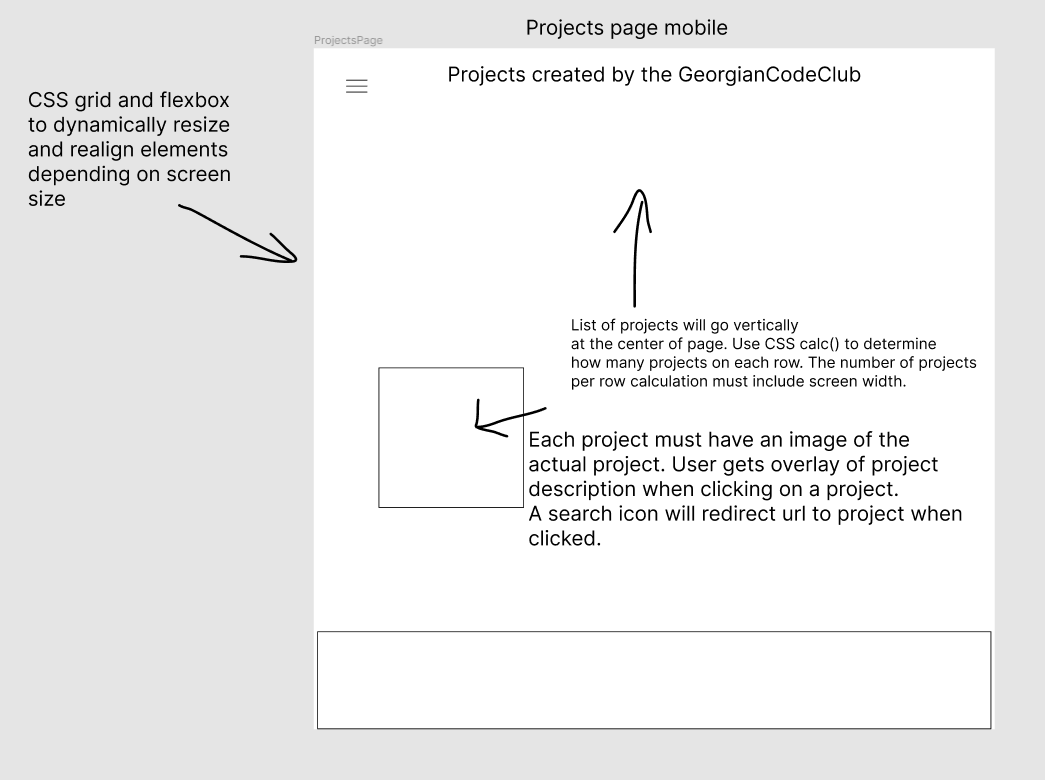 Projects page mobile
ProjectsPage
Projects created by the GeorgianCodeClub
CSS grid and flexbox
to dynamically resize
and realign elements
depending on screen
size
List of projects will go vertically
at the center of page. Use CSS calc() to determine
how many projects on each row. The number of projects
per row calculation must include screen width.
Each project must have an image of the
actual project. User gets overlay of project
description when clicking on a project.
A search icon will redirect url to project when
clicked.